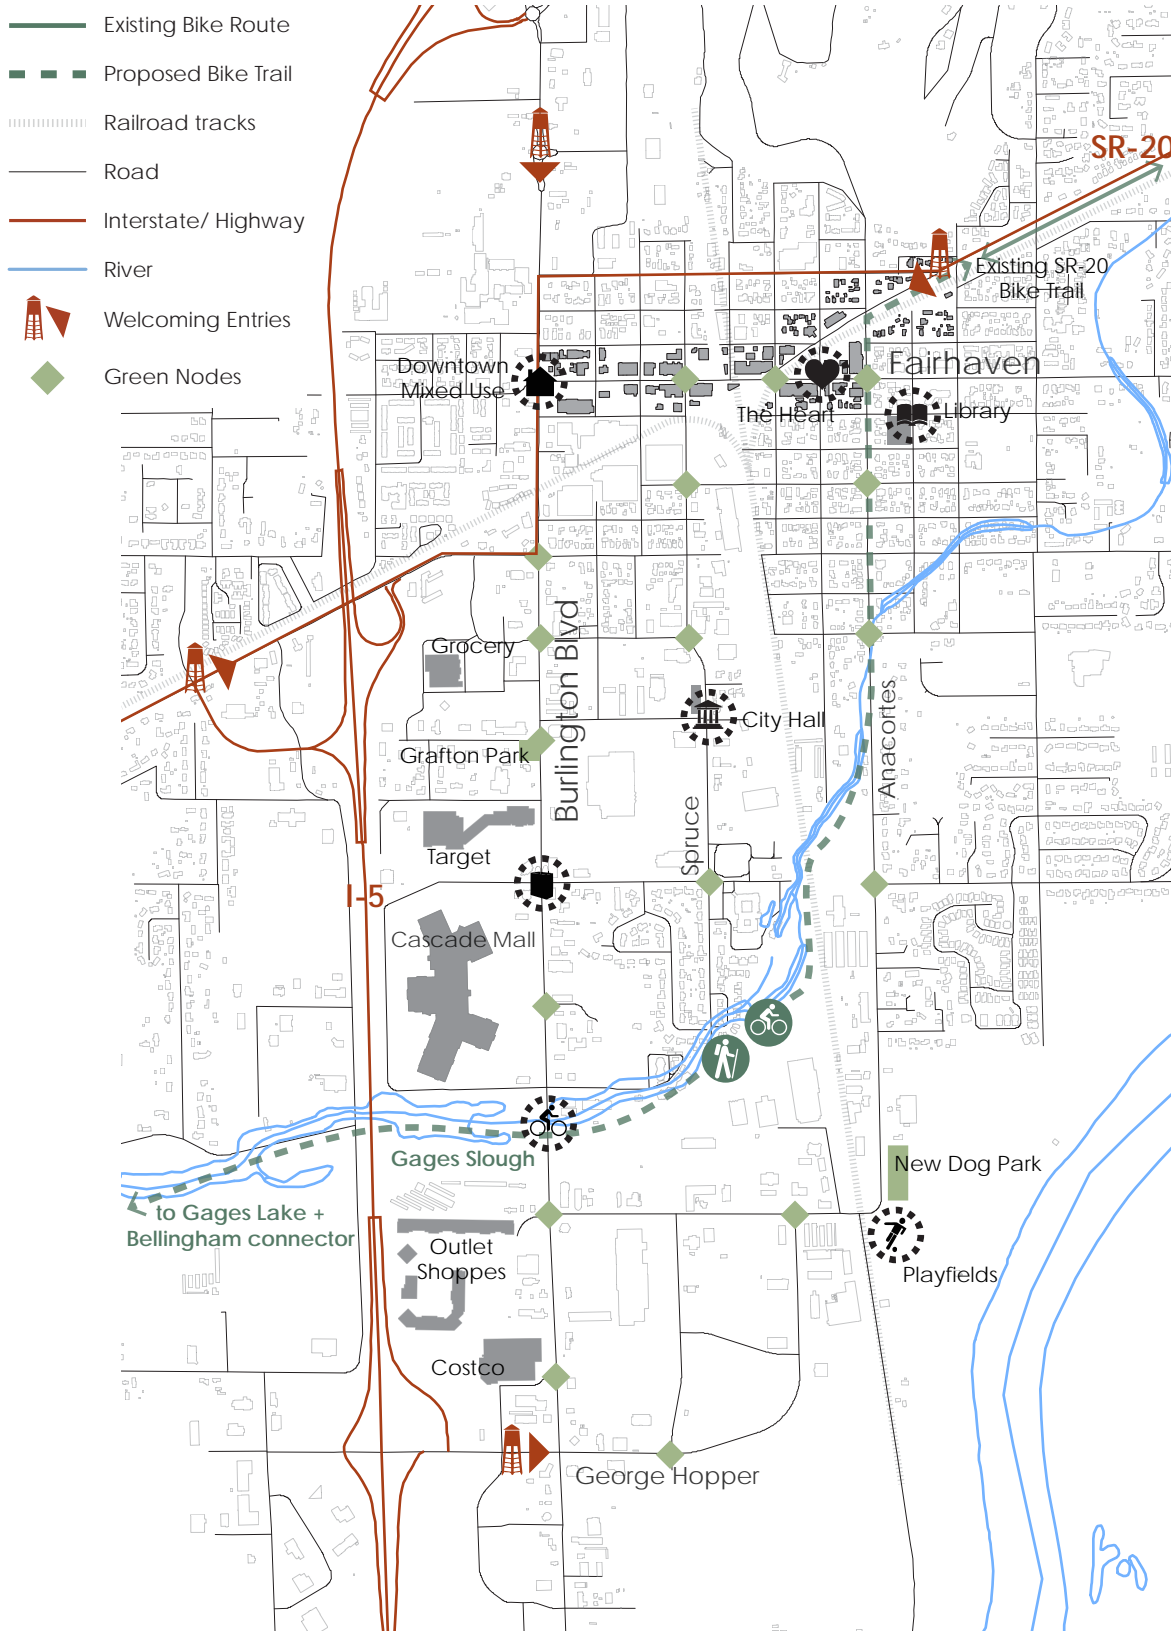 Existing Bike Route
Proposed Bike Trail
Railroad tracks
Road
Interstate/ Highway
River
Welcoming Entries
Green Nodes
SR-20
Existing SR-20
Bike Trail
Downtown
Mixed Use
Fairhaven
The Heart
Library
Burlington Blvd
Grocery
City Hall
Grafton Park
Anacortes
Spruce
Target
I-5
Cascade Mall
Gages Slough
New Dog Park
to Gages Lake +
Bellingham connector
Outlet
Shoppes
Playfields
Costco
George Hopper